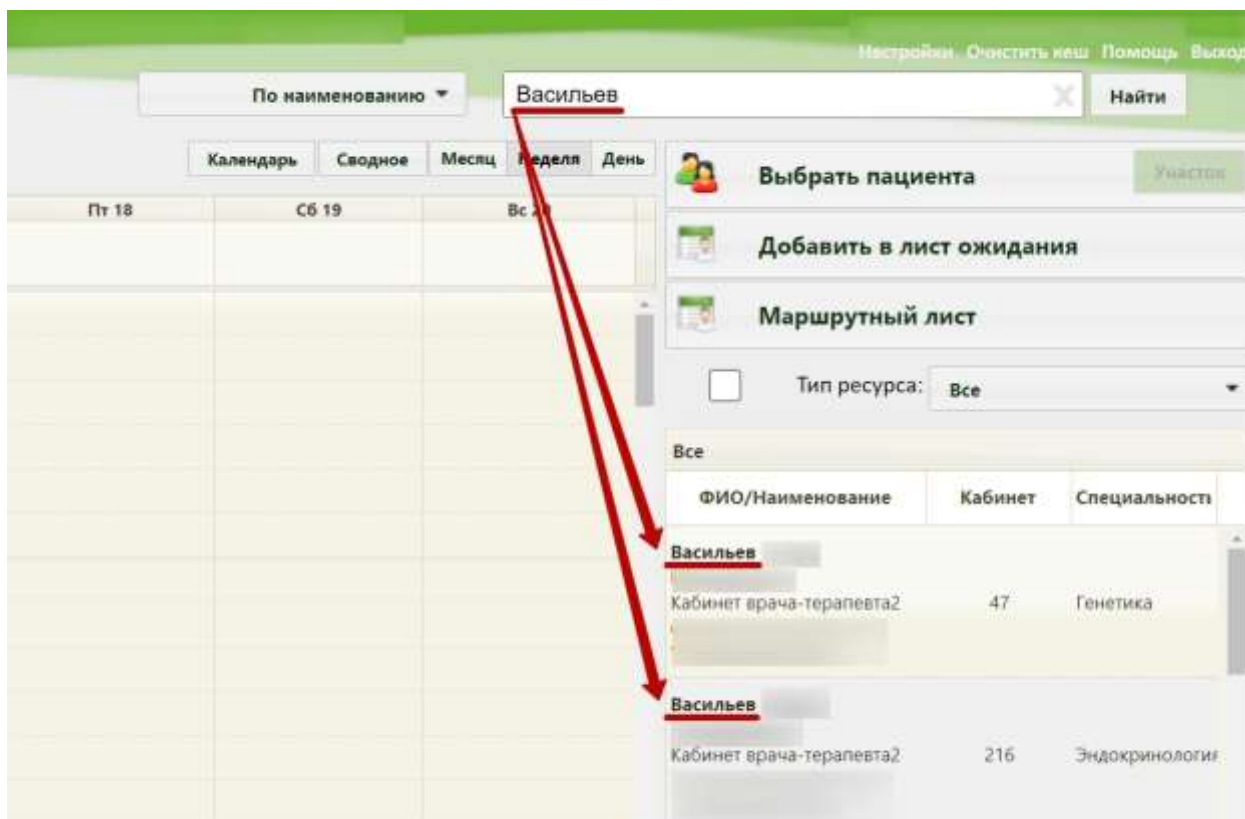 Настройки Очистить кеш Помощь Выход
По наименованию Васильев Найти
Календарь Сводное Месяц Неделя День
Выбрать пациента Участок
Пт 18 Сб 19 Вс 20
Добавить в лист ожидания
Маршрутный лист
Тип ресурса: Все
Все
ФИО/Наименование Кабинет Специальность
Васильев
Кабинет врача-терапевта2 47 Генетика
Васильев
Кабинет врача-терапевта2 216 Эндокринология